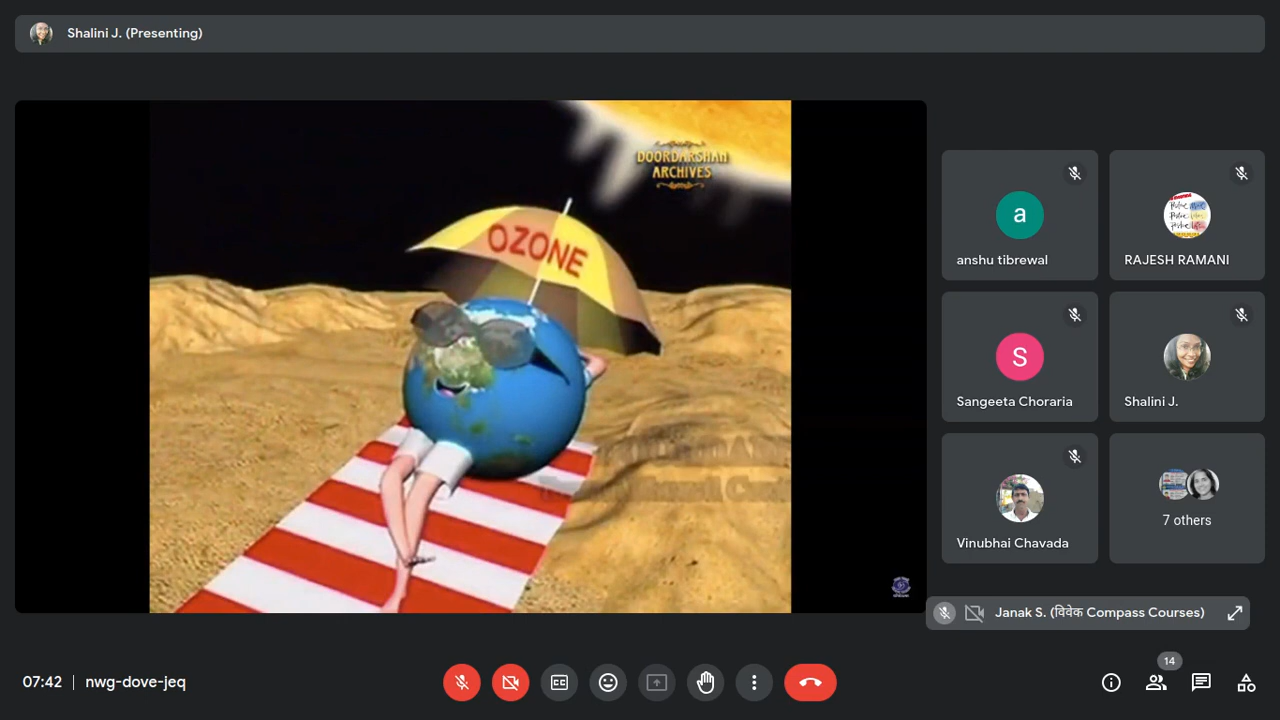 Shalini J. (Presenting)
DOORDARSHAN
ARCHIVES
OZONE
a
anshu tibrewal
RAJESH RAMANI
S
Sangeeta Choraria
Shalini J.
Vinubhai Chavada
7 others
Janak S. (विवेक Compass Courses)
14
07:42 | nwg-dove-jeq
CC